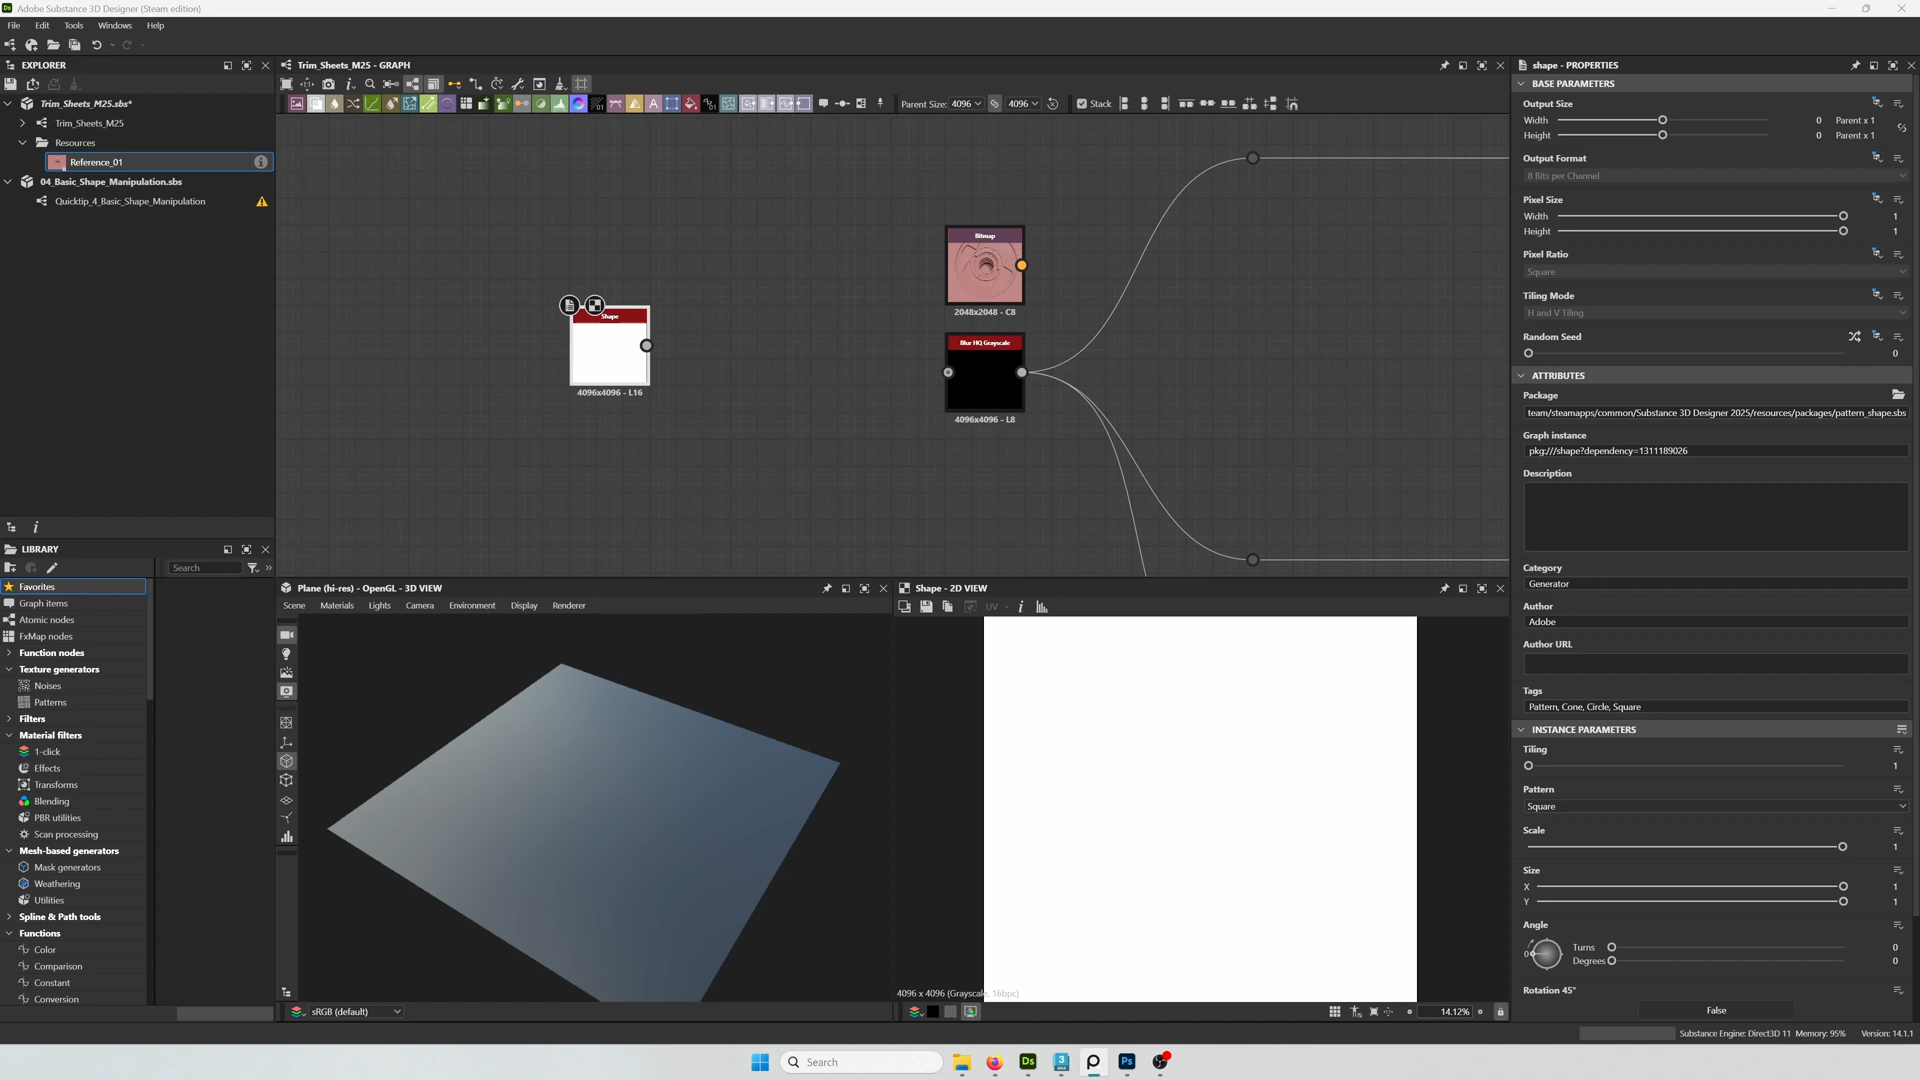 Adobe Substance 3D Designer (Steam edition)
File Edit Tools Windows Help
EXPLORER
Trim_Sheets_M25.sbs*
Trim_Sheets_M25
Resources
Reference_01
04_Basic_Shape_Manipulation.sbs
Quicktip_4_Basic_Shape_Manipulation
LIBRARY
Search
Favorites
Graph items
Atomic nodes
FxMap nodes
Function nodes
Texture generators
Noises
Patterns
Filters
Material filters
1-click
Effects
Transforms
Blending
PBR utilities
Scan processing
Mesh-based generators
Mask generators
Weathering
Utilities
Spline & Path tools
Functions
Color
Comparison
Constant
Conversion
Trim_Sheets_M25 - GRAPH
Parent Size: 4096 4096 Stack
Shape
4096x4096 - L16
Bitmap
2048x2048 - C8
Blur HQ Grayscale
4096x4096 - L8
Plane (hi-res) - OpenGL - 3D VIEW
Scene Materials Lights Camera Environment Display Renderer
sRGB (default)
Shape - 2D VIEW
UV
4096 x 4096 (Grayscale, 16bpc)
14.12%
shape - PROPERTIES
BASE PARAMETERS
Output Size
Width 0 Parent x 1
Height 0 Parent x 1
Output Format
8 Bits per Channel
Pixel Size
Width 1
Height 1
Pixel Ratio
Square
Tiling Mode
H and V Tiling
Random Seed
0
ATTRIBUTES
Package
team/steamapps/common/Substance 3D Designer 2025/resources/packages/pattern_shape.sbs
Graph instance
pkg:///shape?dependency=1311189026
Description
Category
Generator
Author
Adobe
Author URL
Tags
Pattern, Cone, Circle, Square
INSTANCE PARAMETERS
Tiling
1
Pattern
Square
Scale
1
Size
X 1
Y 1
Angle
0 Turns 0
Degrees 0
Rotation 45°
False
Substance Engine: Direct3D 11 Memory: 95% Version: 14.1.1
Search